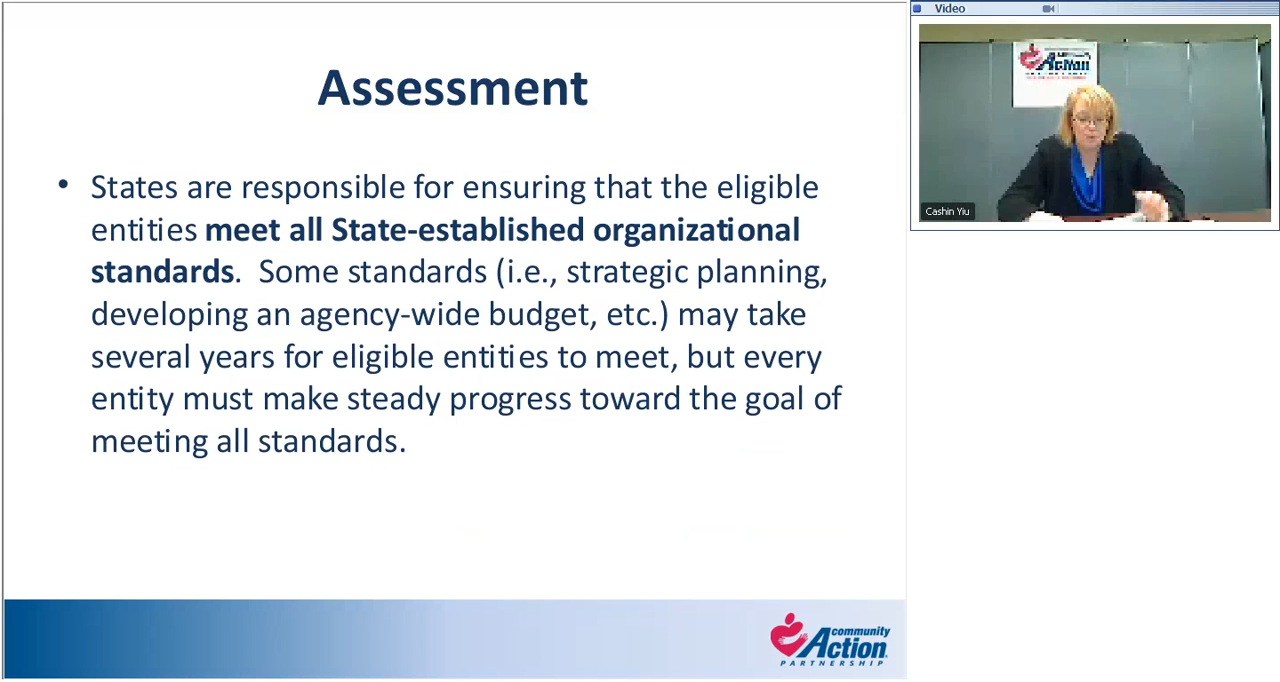 Assessment
• States are responsible for ensuring that the eligible
entities meet all State-established organizational
standards.  Some standards (i.e., strategic planning,
developing an agency-wide budget, etc.) may take
several years for eligible entities to meet, but every
entity must make steady progress toward the goal of
meeting all standards.
community
Action
PARTNERSHIP
Video
Action
Cashin Yiu